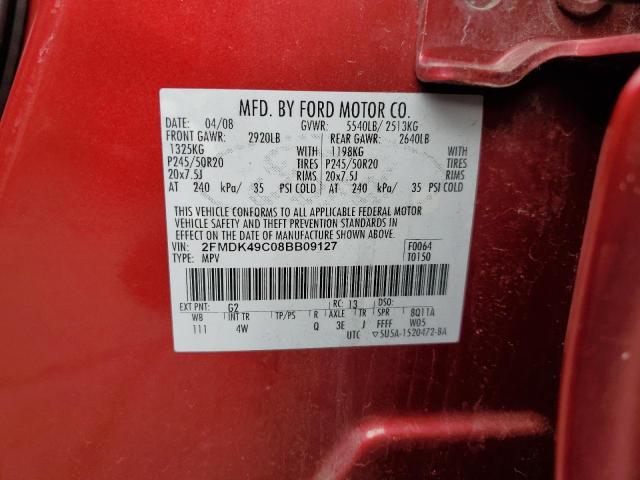 MFD. BY FORD MOTOR CO.
DATE: 04/08 GVWR: 5540LB/ 2513KG
FRONT GAWR: 2920LB REAR GAWR: 2640LB
1325KG WITH 1198KG WITH
P245/50R20 TIRES P245/50R20 TIRES
20x7.5J RIMS 20x7.5J RIMS
AT 240 kPa/ 35 PSI COLD AT 240 kPa/ 35 PSI COLD
THIS VEHICLE CONFORMS TO ALL APPLICABLE FEDERAL MOTOR
VEHICLE SAFETY AND THEFT PREVENTION STANDARDS IN
EFFECT ON THE DATE OF MANUFACTURE SHOWN ABOVE.
VIN: 2FMDK49C08BB09127 F0064
TYPE: MPV T0150
EXT PNT: G2 RC: 13 DSO:
WB INT TR TP/PS R AXLE TR SPR 8Q11A
111 4W Q 3E J FFFF W05
UTC ▽5U5A-1520472-BA